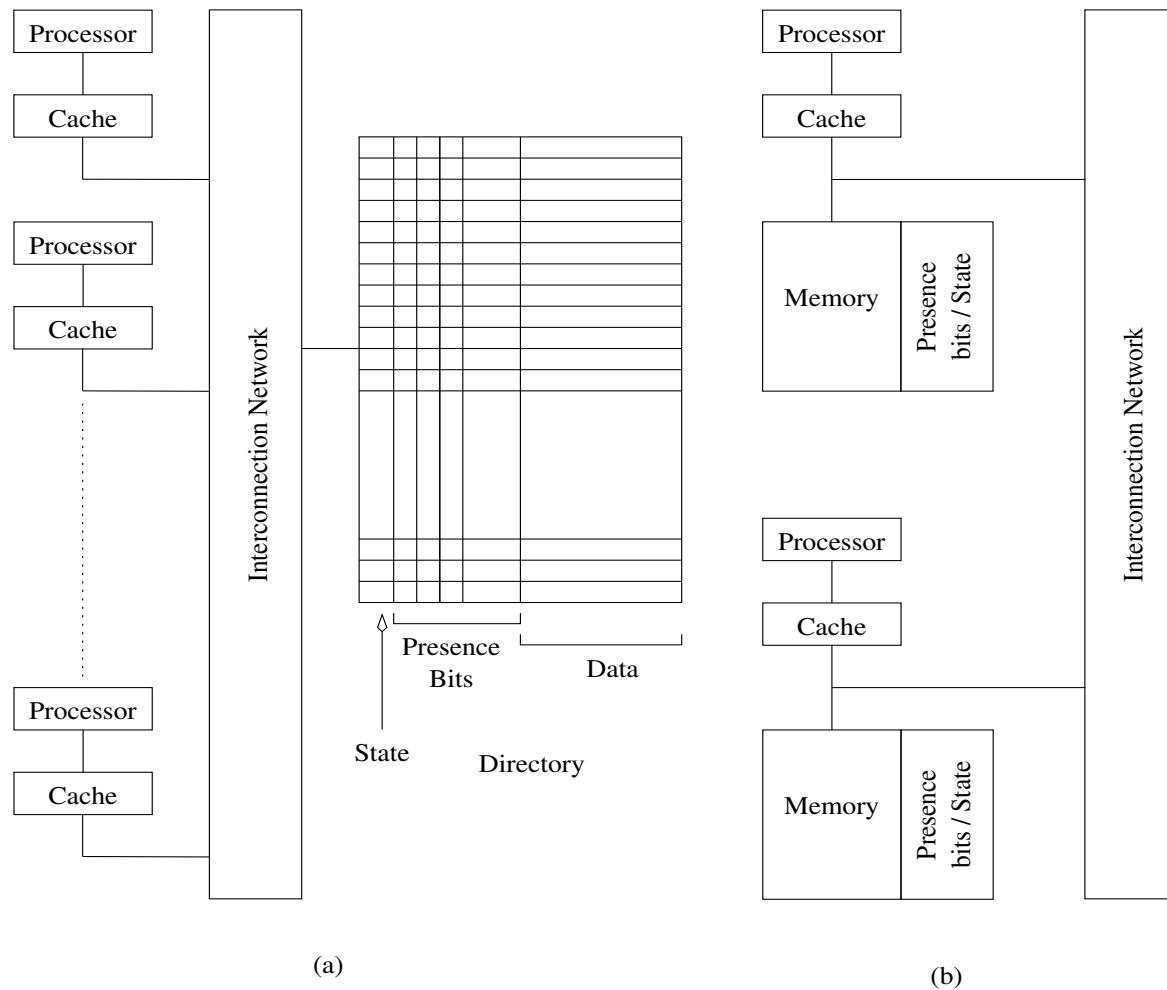 Processor
Cache
Processor
Cache
Processor
Cache
Interconnection Network
State
Presence
Bits
Data
Directory
(a)
Processor
Cache
Memory
Presence
bits / State
Processor
Cache
Memory
Presence
bits / State
Interconnection Network
(b)